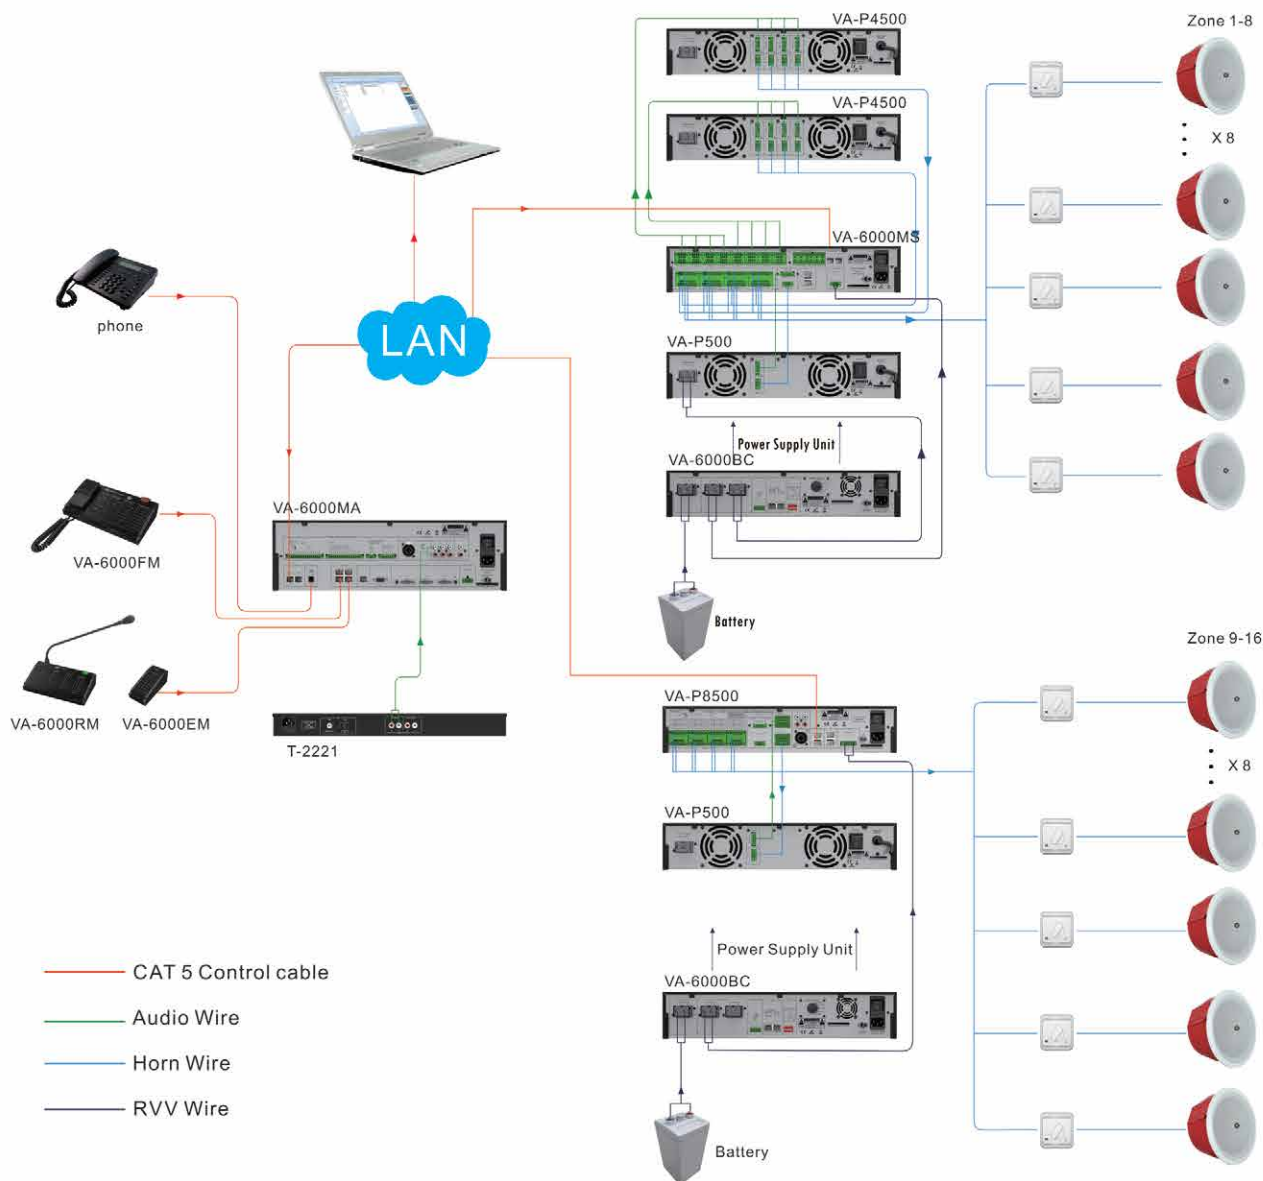 VA-P4500
Zone 1-8
VA-P4500
X 8
VA-6000MS
phone
LAN
VA-P500
Power Supply Unit
VA-6000BC
VA-6000MA
VA-6000FM
Battery
Zone 9-16
VA-P8500
VA-6000RM
VA-6000EM
T-2221
X 8
VA-P500
Power Supply Unit
VA-6000BC
CAT 5 Control cable
Audio Wire
Horn Wire
RVV Wire
Battery